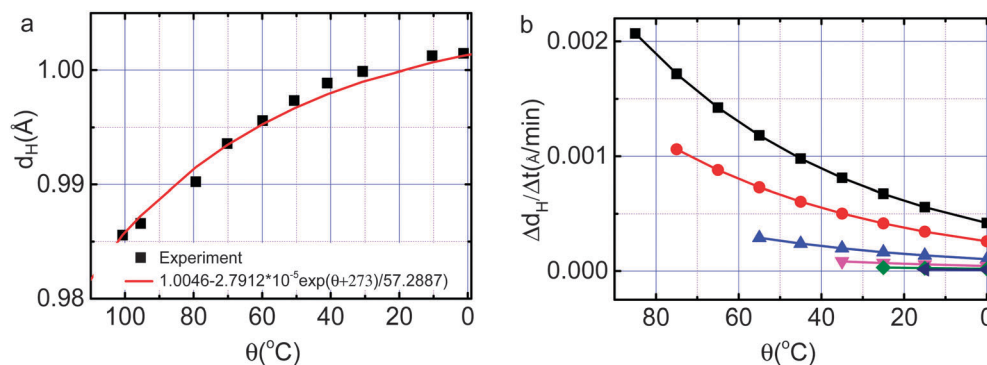 a
1.00
0.99
0.98
d_H(Å)
Experiment
1.0046-2.7912*10⁻⁵exp(θ+273)/57.2887)
100 80 60 40 20 0
θ(°C)
b
0.002
0.001
0.000
Δd_H/Δt(Å/min)
80 60 40 20 0
θ(°C)